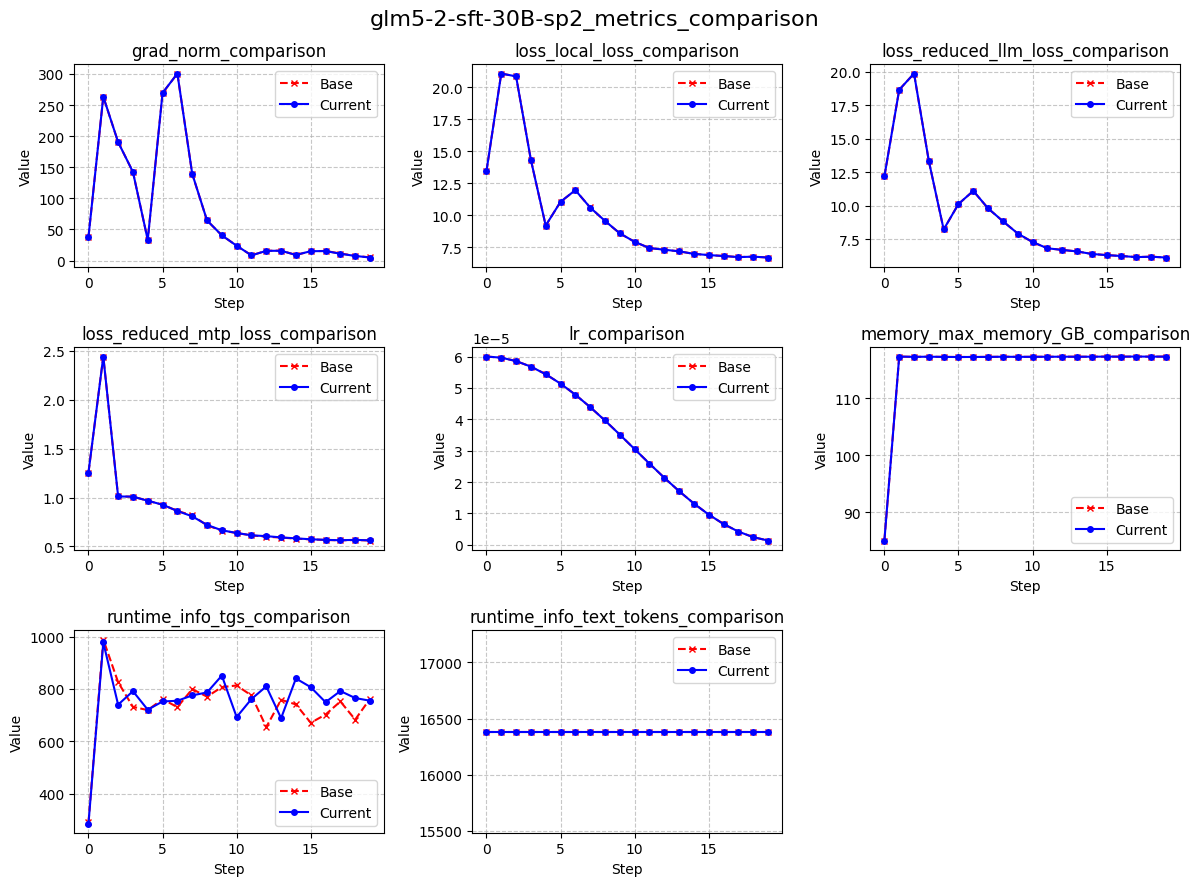 glm5-2-sft-30B-sp2_metrics_comparison
grad_norm_comparison
300
250
200
150
100
50
0
Value
0 5 10 15
Step
Base
Current
loss_local_loss_comparison
20.0
17.5
15.0
12.5
10.0
7.5
Value
0 5 10 15
Step
Base
Current
loss_reduced_llm_loss_comparison
20.0
17.5
15.0
12.5
10.0
7.5
Value
0 5 10 15
Step
Base
Current
loss_reduced_mtp_loss_comparison
2.5
2.0
1.5
1.0
0.5
Value
0 5 10 15
Step
Base
Current
lr_comparison
1e−5
6
5
4
3
2
1
0
Value
0 5 10 15
Step
Base
Current
memory_max_memory_GB_comparison
110
100
90
Value
0 5 10 15
Step
Base
Current
runtime_info_tgs_comparison
1000
800
600
400
Value
0 5 10 15
Step
Base
Current
runtime_info_text_tokens_comparison
17000
16500
16000
15500
Value
0 5 10 15
Step
Base
Current